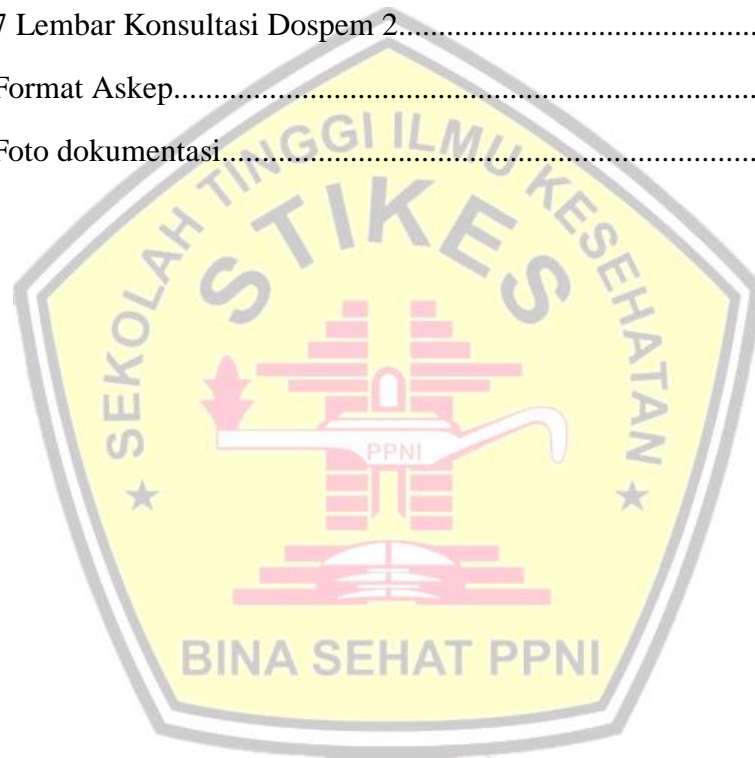 7 Lembar Konsultasi Dospem 2........................................
Format Askep.........................................................................
Foto dokumentasi...................................................................
SEKOLAH TINGGI ILMU KESEHATAN
STIKES
PPNI
BINA SEHAT PPNI